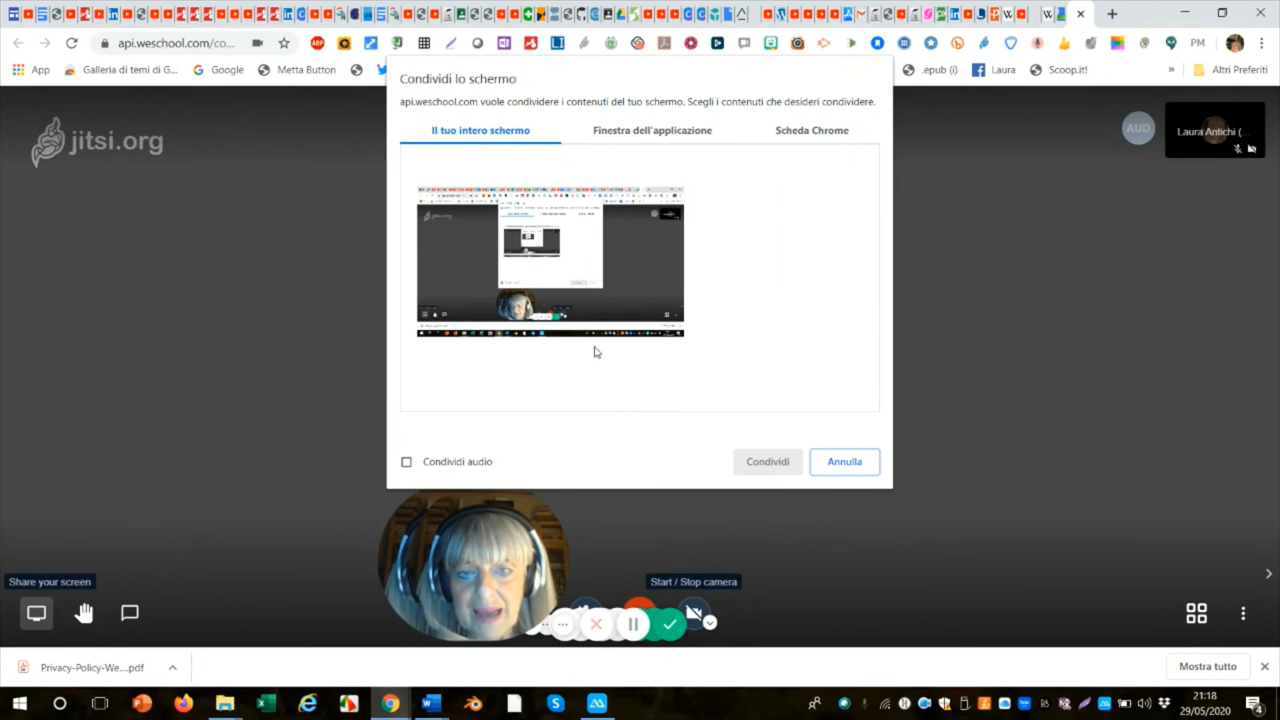 api.weschool.com/co...
PM
App
Galleria di temi di G...
Google
Metta Button
.epub (i)
Laura
Scoop.it!
»
Altri Preferiti
Condividi lo schermo
api.weschool.com vuole condividere i contenuti del tuo schermo. Scegli i contenuti che desideri condividere.
Il tuo intero schermo
Finestra dell'applicazione
Scheda Chrome
jitsi.org
AUD
Laura Antichi (...
Condividi audio
Condividi
Annulla
Share your screen
Start / Stop camera
Privacy-Policy-We....pdf
Mostra tutto
21:18
29/05/2020